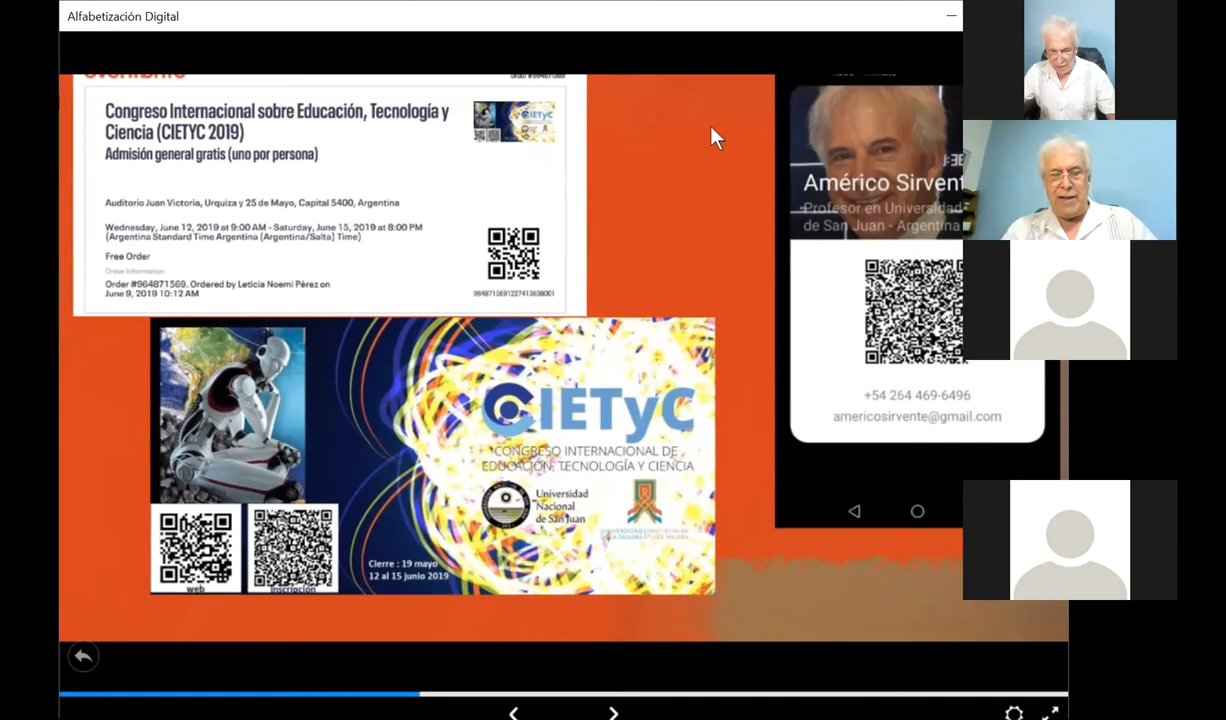 Alfabetización Digital
Order #964871569
Congreso Internacional sobre Educación, Tecnología y
Ciencia (CIETYC 2019)
Admisión general gratis (uno por persona)
Auditorio Juan Victoria, Urquiza y 25 de Mayo, Capital 5400, Argentina
Wednesday, June 12, 2019 at 9:00 AM - Saturday, June 15, 2019 at 8:00 PM
(Argentina Standard Time Argentina (Argentina/Salta) Time)
Free Order
Order Information
Order #964871569. Ordered by Leticia Noemi Pérez on
June 9, 2019 10:12 AM
9648715691227413638001
CIETyC
CONGRESO INTERNACIONAL DE
EDUCACIÓN, TECNOLOGÍA Y CIENCIA
Universidad
Nacional
de San Juan
web
Inscripción
Cierre : 19 mayo
12 al 15 junio 2019
Américo Sirvent
Profesor en Universidad
de San Juan - Argentina
+54 264 469-6496
americosirvente@gmail.com